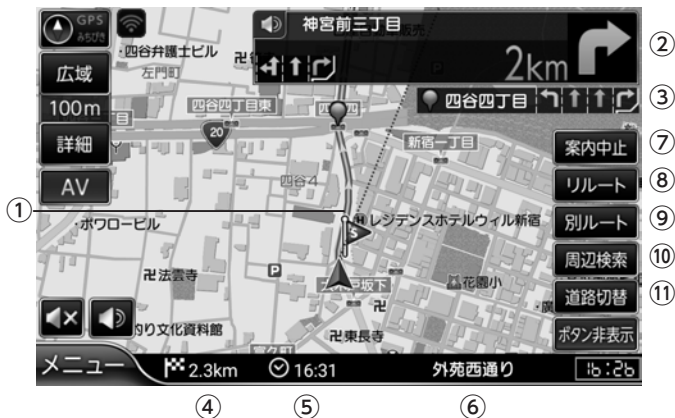 GPS
みちびき
神宮前三丁目
2km
②
四谷弁護士ビル
左門町
広域
100m
詳細
AV
四谷四丁目東
四谷四丁目
③
20
新宿一丁目
案内中止
⑦
リルート
⑧
四谷4
①
別ルート
⑨
ポワロービル
S
H レジデンスホテルウィル新宿
周辺検索
⑩
卍法雲寺
P
花園小
道路切替
⑪
釣り文化資料館
卍東長寺
ボタン非表示
メニュー
2.3km
16:31
外苑西通り
16:26
④
⑤
⑥